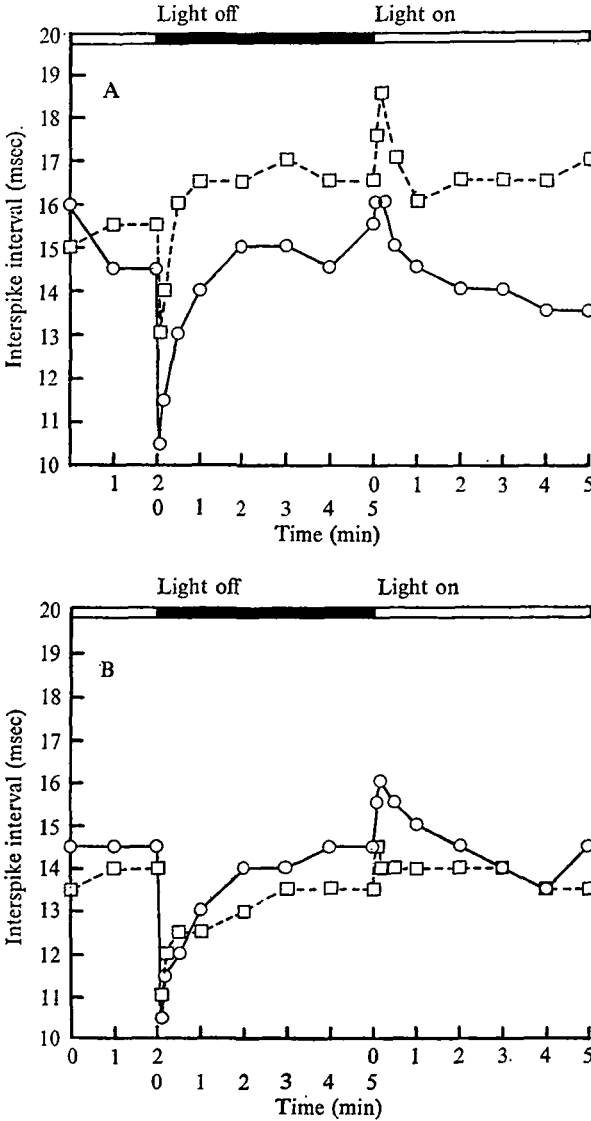 Light off Light on
20
19
A
18
17
16
15
14
13
12
11
10
Interspike interval (msec).
1 2 0 1 2 3 4 5
0 1 2 3 4 5
Time (min)
Light off Light on
20
19
B
18
17
16
15
14
13
12
11
10
Interspike interval (msec)
0 1 2 0 1 2 3. 4 5
0 1 2 3 4 5
Time (min)